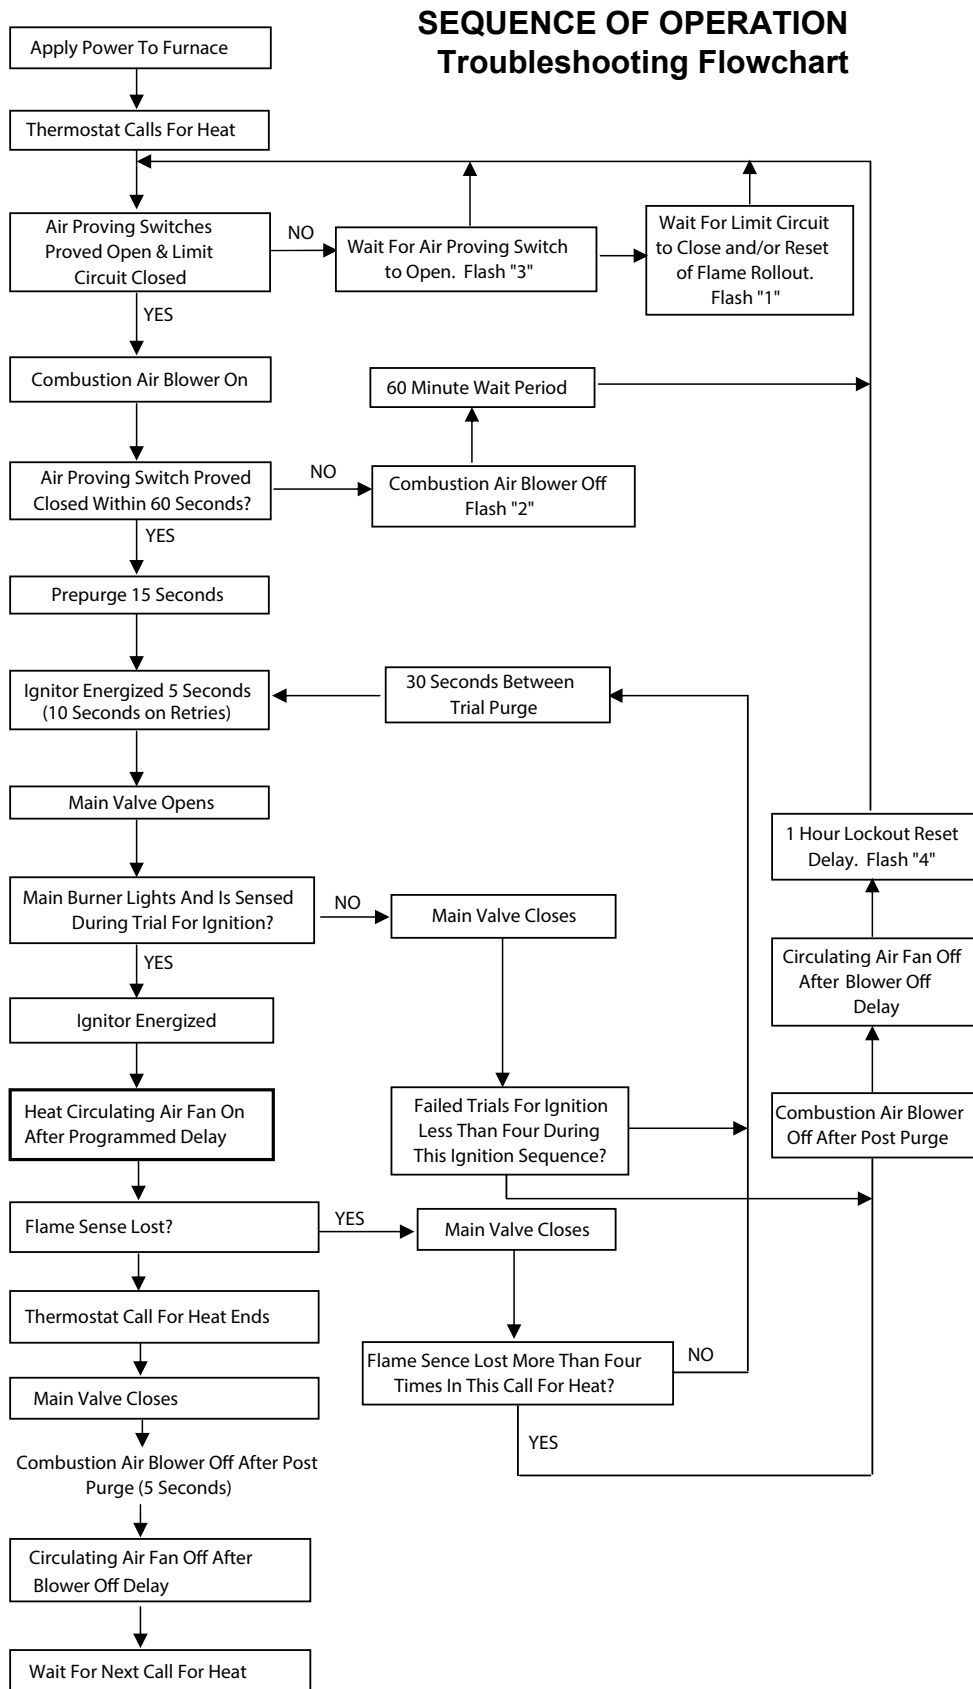 SEQUENCE OF OPERATION
Troubleshooting Flowchart
Apply Power To Furnace
Thermostat Calls For Heat
Air Proving Switches
Proved Open & Limit
Circuit Closed
NO
Wait For Air Proving Switch
to Open. Flash "3"
Wait For Limit Circuit
to Close and/or Reset
of Flame Rollout.
Flash "1"
YES
Combustion Air Blower On
60 Minute Wait Period
Air Proving Switch Proved
Closed Within 60 Seconds?
NO
Combustion Air Blower Off
Flash "2"
YES
Prepurge 15 Seconds
Ignitor Energized 5 Seconds
(10 Seconds on Retries)
30 Seconds Between
Trial Purge
Main Valve Opens
1 Hour Lockout Reset
Delay. Flash "4"
Main Burner Lights And Is Sensed
During Trial For Ignition?
NO
Main Valve Closes
Circulating Air Fan Off
After Blower Off
Delay
YES
Ignitor Energized
Heat Circulating Air Fan On
After Programmed Delay
Failed Trials For Ignition
Less Than Four During
This Ignition Sequence?
Combustion Air Blower
Off After Post Purge
Flame Sense Lost?
YES
Main Valve Closes
Thermostat Call For Heat Ends
Flame Sence Lost More Than Four
Times In This Call For Heat?
NO
YES
Main Valve Closes
Combustion Air Blower Off After Post
Purge (5 Seconds)
Circulating Air Fan Off After
Blower Off Delay
Wait For Next Call For Heat